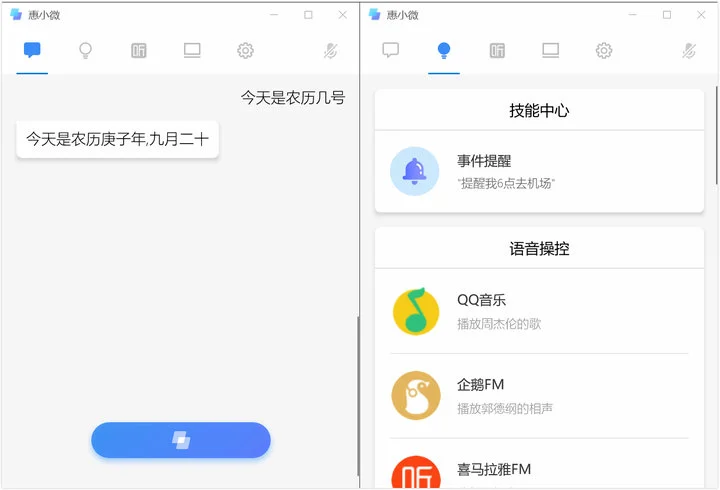 惠小微
今天是农历几号
今天是农历庚子年,九月二十
惠小微
技能中心
事件提醒
"提醒我6点去机场"
语音操控
QQ音乐
播放周杰伦的歌
企鹅FM
播放郭德纲的相声
喜马拉雅FM